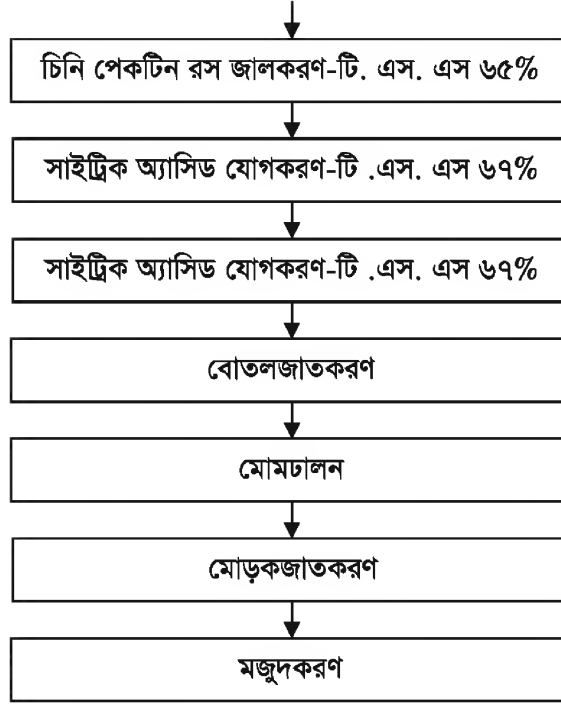 চিনি পেকটিন রস জালকরণ-টি. এস. এস ৬৫%
সাইট্রিক অ্যাসিড যোগকরণ-টি .এস. এস ৬৭%
সাইট্রিক অ্যাসিড যোগকরণ-টি .এস. এস ৬৭%
বোতলজাতকরণ
মোমঢালন
মোড়কজাতকরণ
মজুদকরণ